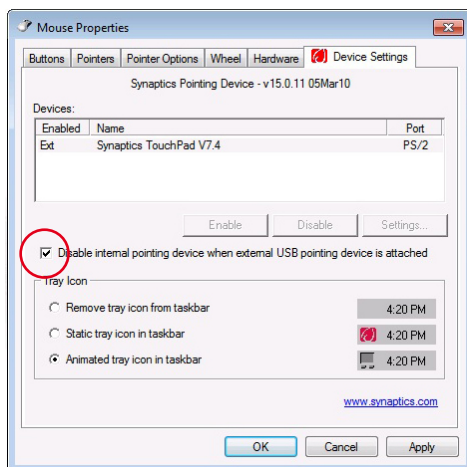 Mouse Properties
Buttons Pointers Pointer Options Wheel Hardware Device Settings
Synaptics Pointing Device - v15.0.11 05Mar10
Devices:
Enabled Name Port
Ext Synaptics TouchPad V7.4 PS/2
Enable Disable Settings...
Disable internal pointing device when external USB pointing device is attached
Tray Icon
Remove tray icon from taskbar 4:20 PM
Static tray icon in taskbar 4:20 PM
Animated tray icon in taskbar 4:20 PM
www.synaptics.com
OK Cancel Apply